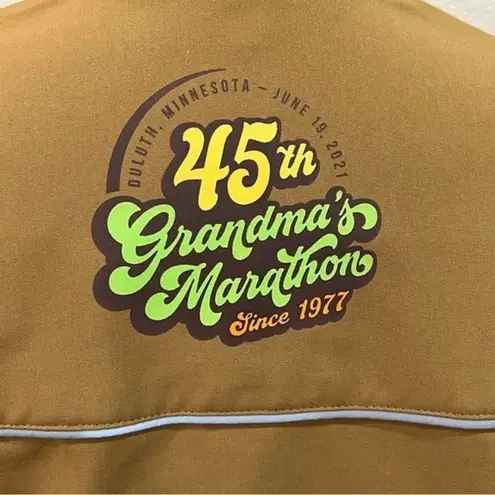 DULUTH, MINNESOTA – JUNE 19, 2021
45th
Grandma's
Marathon
Since 1977